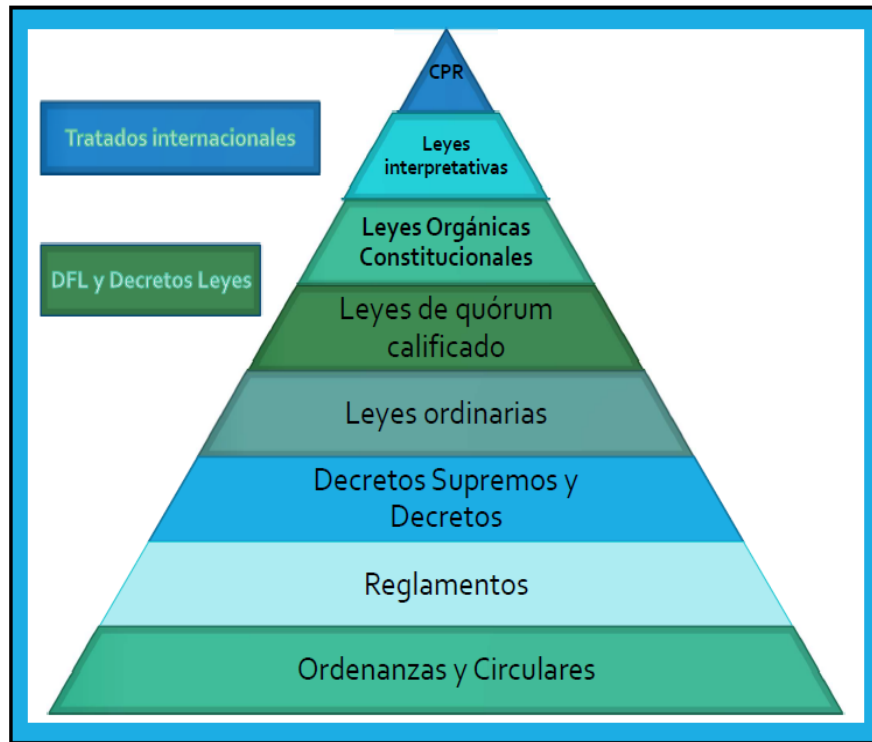 CPR
Tratados internacionales
Leyes
interpretativas
Leyes Orgánicas
Constitucionales
DFL y Decretos Leyes
Leyes de quórum
calificado
Leyes ordinarias
Decretos Supremos y
Decretos
Reglamentos
Ordenanzas y Circulares